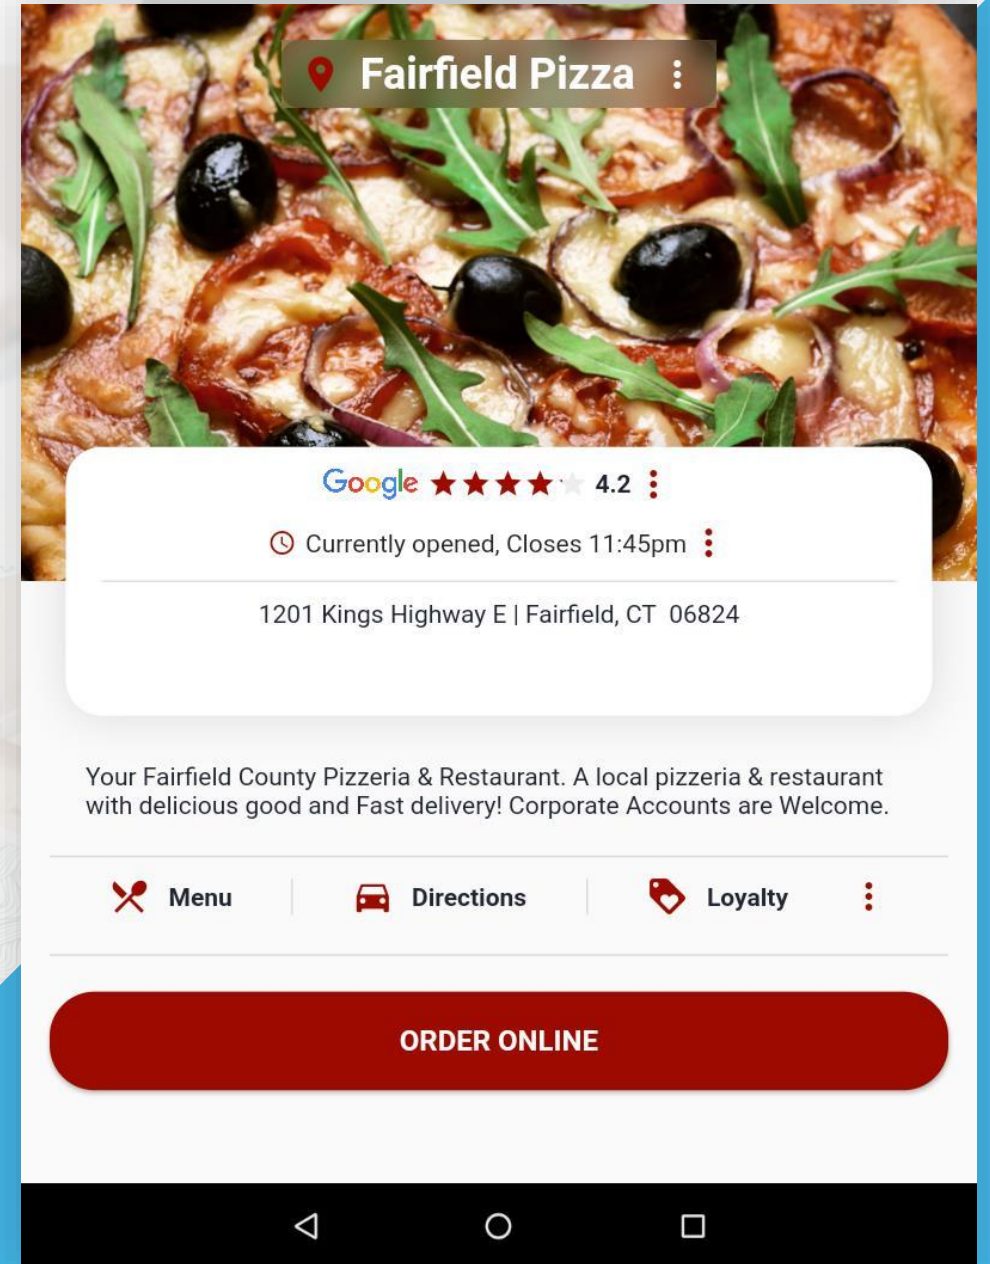 Fairfield Pizza
Google 4.2
Currently opened, Closes 11:45pm
1201 Kings Highway E | Fairfield, CT  06824
Your Fairfield County Pizzeria & Restaurant. A local pizzeria & restaurant
with delicious good and Fast delivery! Corporate Accounts are Welcome.
Menu Directions Loyalty
ORDER ONLINE